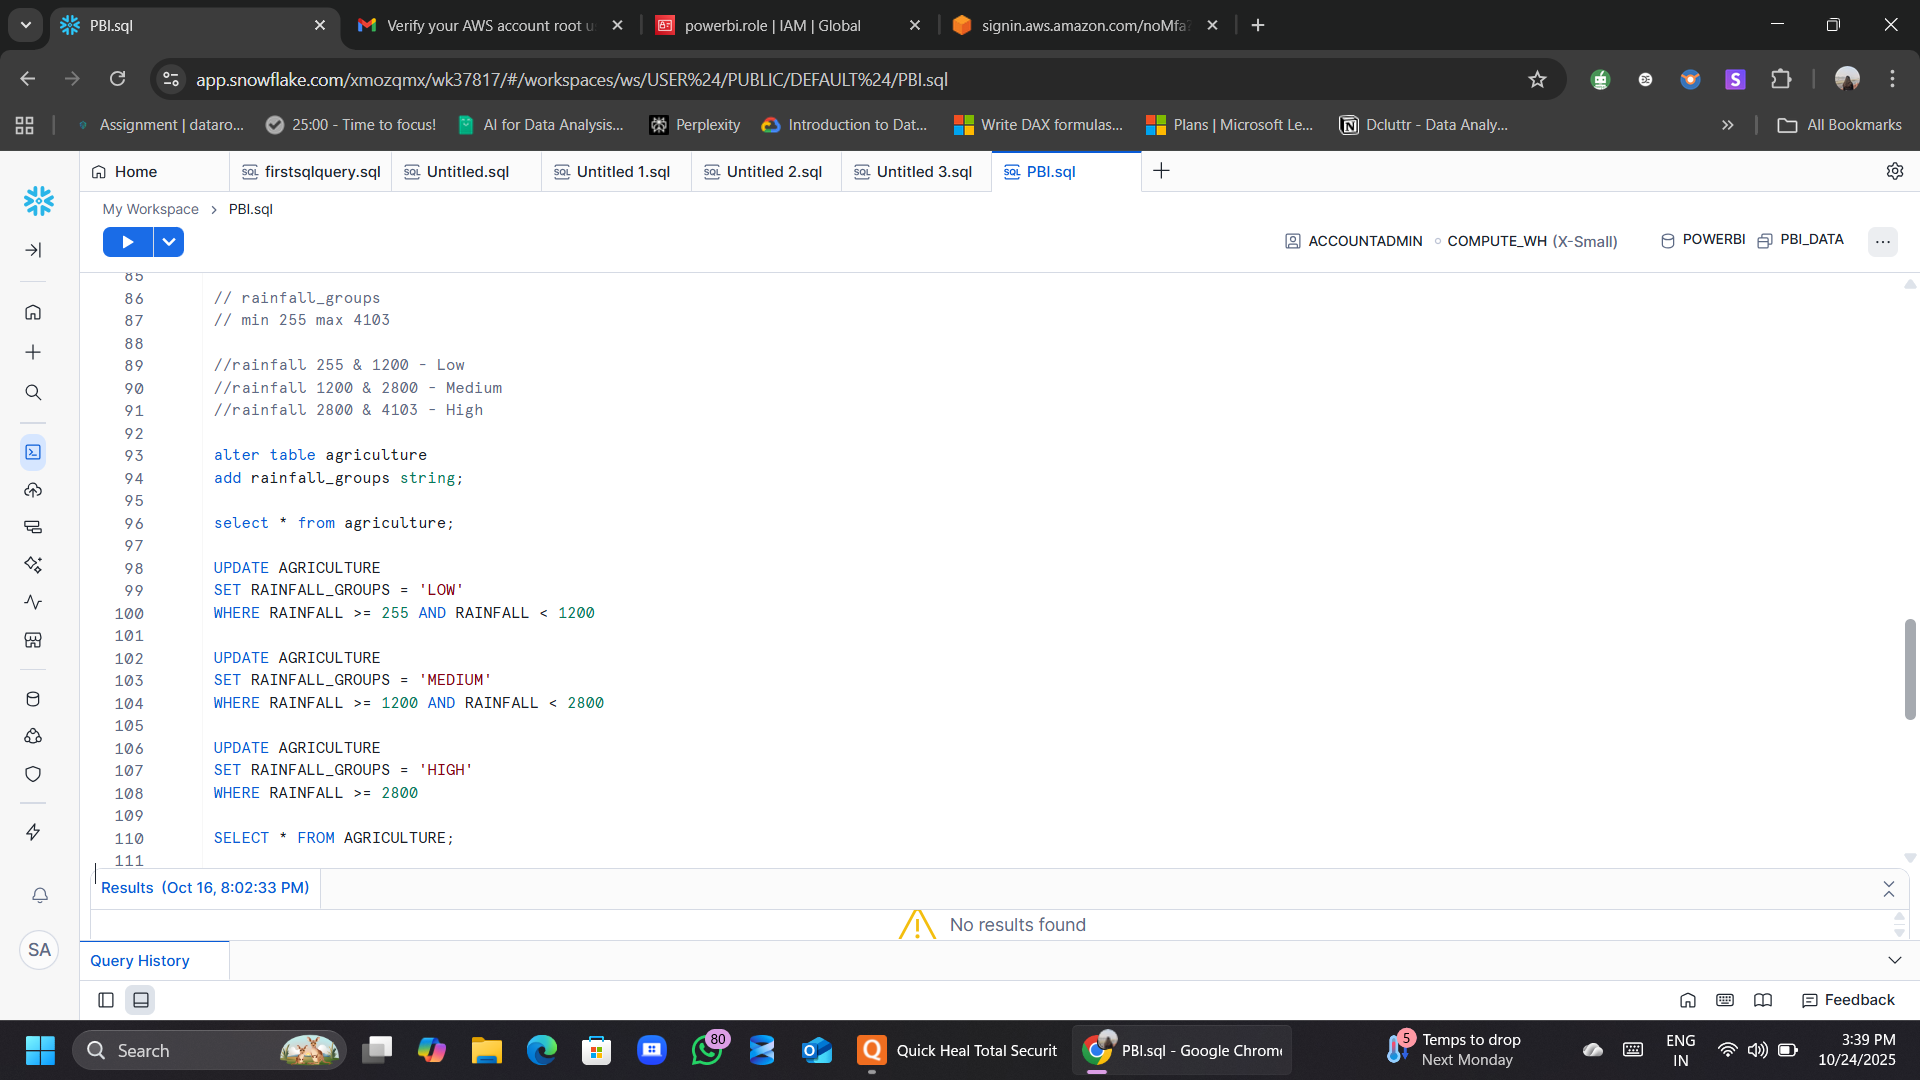 PBI.sql
Verify your AWS account root u
powerbi.role | IAM | Global
signin.aws.amazon.com/noMfa
app.snowflake.com/xmozqmx/wk37817/#/workspaces/ws/USER%24/PUBLIC/DEFAULT%24/PBI.sql
Assignment | dataro...
25:00 - Time to focus!
AI for Data Analysis...
Perplexity
Introduction to Dat...
Write DAX formulas...
Plans | Microsoft Le...
Dcluttr - Data Analy...
All Bookmarks
Home
firstsqlquery.sql
Untitled.sql
Untitled 1.sql
Untitled 2.sql
Untitled 3.sql
PBI.sql
My Workspace > PBI.sql
ACCOUNTADMIN
COMPUTE_WH (X-Small)
POWERBI
PBI_DATA
85
86 // rainfall_groups
87 // min 255 max 4103
88
89 //rainfall 255 & 1200 - Low
90 //rainfall 1200 & 2800 - Medium
91 //rainfall 2800 & 4103 - High
92
93 alter table agriculture
94 add rainfall_groups string;
95
96 select * from agriculture;
97
98 UPDATE AGRICULTURE
99 SET RAINFALL_GROUPS = 'LOW'
100 WHERE RAINFALL >= 255 AND RAINFALL < 1200
101
102 UPDATE AGRICULTURE
103 SET RAINFALL_GROUPS = 'MEDIUM'
104 WHERE RAINFALL >= 1200 AND RAINFALL < 2800
105
106 UPDATE AGRICULTURE
107 SET RAINFALL_GROUPS = 'HIGH'
108 WHERE RAINFALL >= 2800
109
110 SELECT * FROM AGRICULTURE;
111
Results (Oct 16, 8:02:33 PM)
No results found
SA
Query History
Feedback
Search
80
Quick Heal Total Securit
PBI.sql - Google Chrome
5
Temps to drop
Next Monday
ENG
IN
3:39 PM
10/24/2025